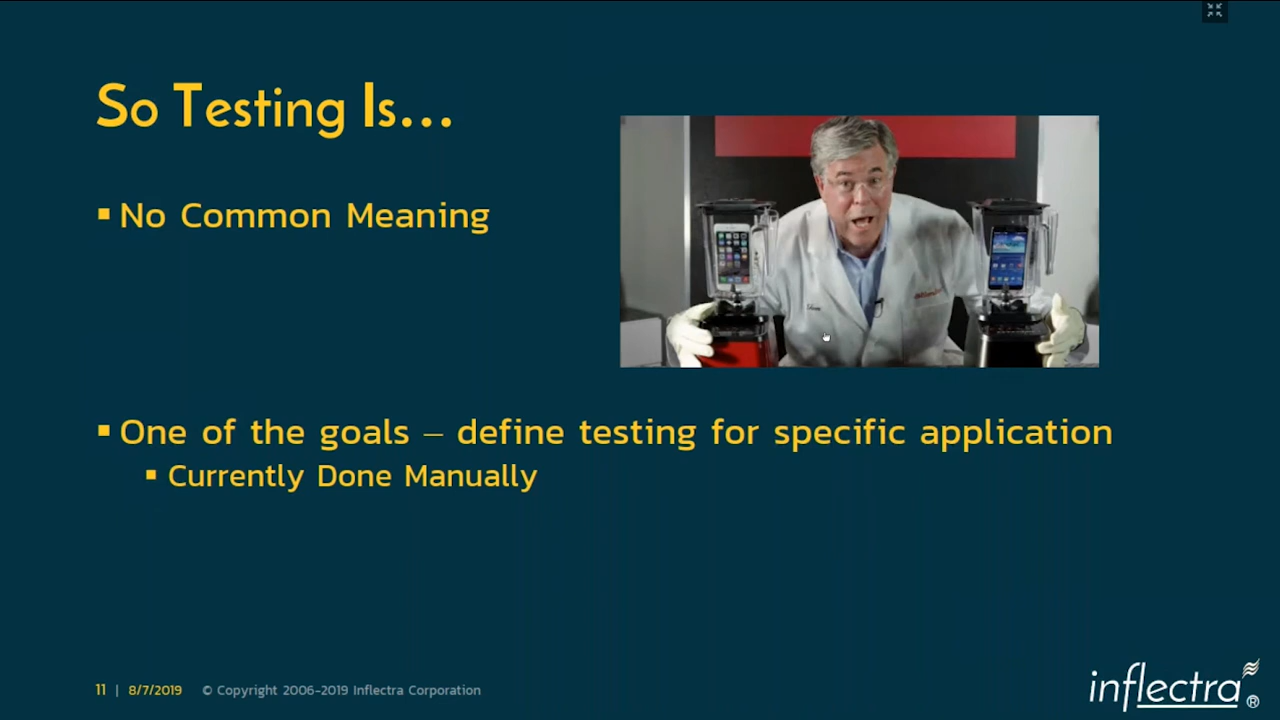 So Testing Is...
▪ No Common Meaning
▪ One of the goals – define testing for specific application
▪ Currently Done Manually
11 | 8/7/2019 © Copyright 2006-2019 Inflectra Corporation
inflectra®